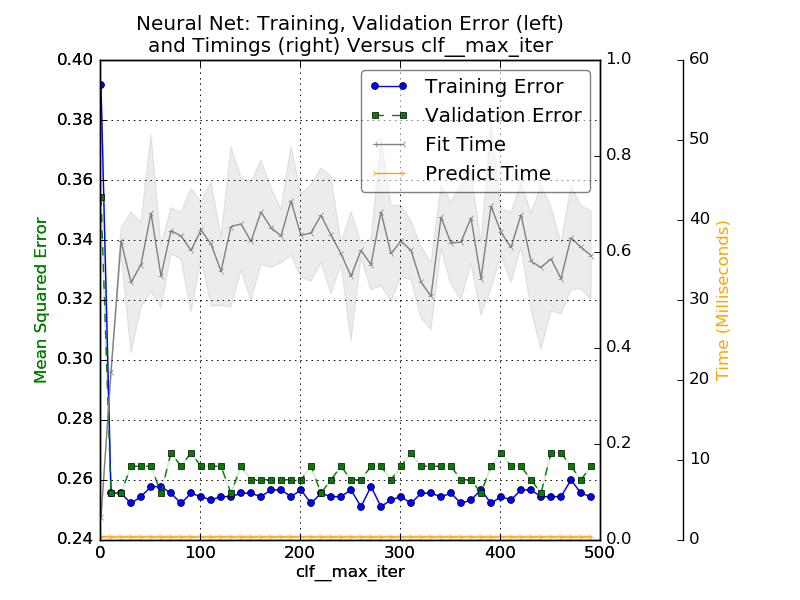 Neural Net: Training, Validation Error (left)
and Timings (right) Versus clf__max_iter
Training Error
Validation Error
Fit Time
Predict Time
Mean Squared Error
0.40
0.38
0.36
0.34
0.32
0.30
0.28
0.26
0.24
1.0
0.8
0.6
0.4
0.2
0.0
60
50
40
30
20
10
0
Time (Milliseconds)
0 100 200 300 400 500
clf__max_iter